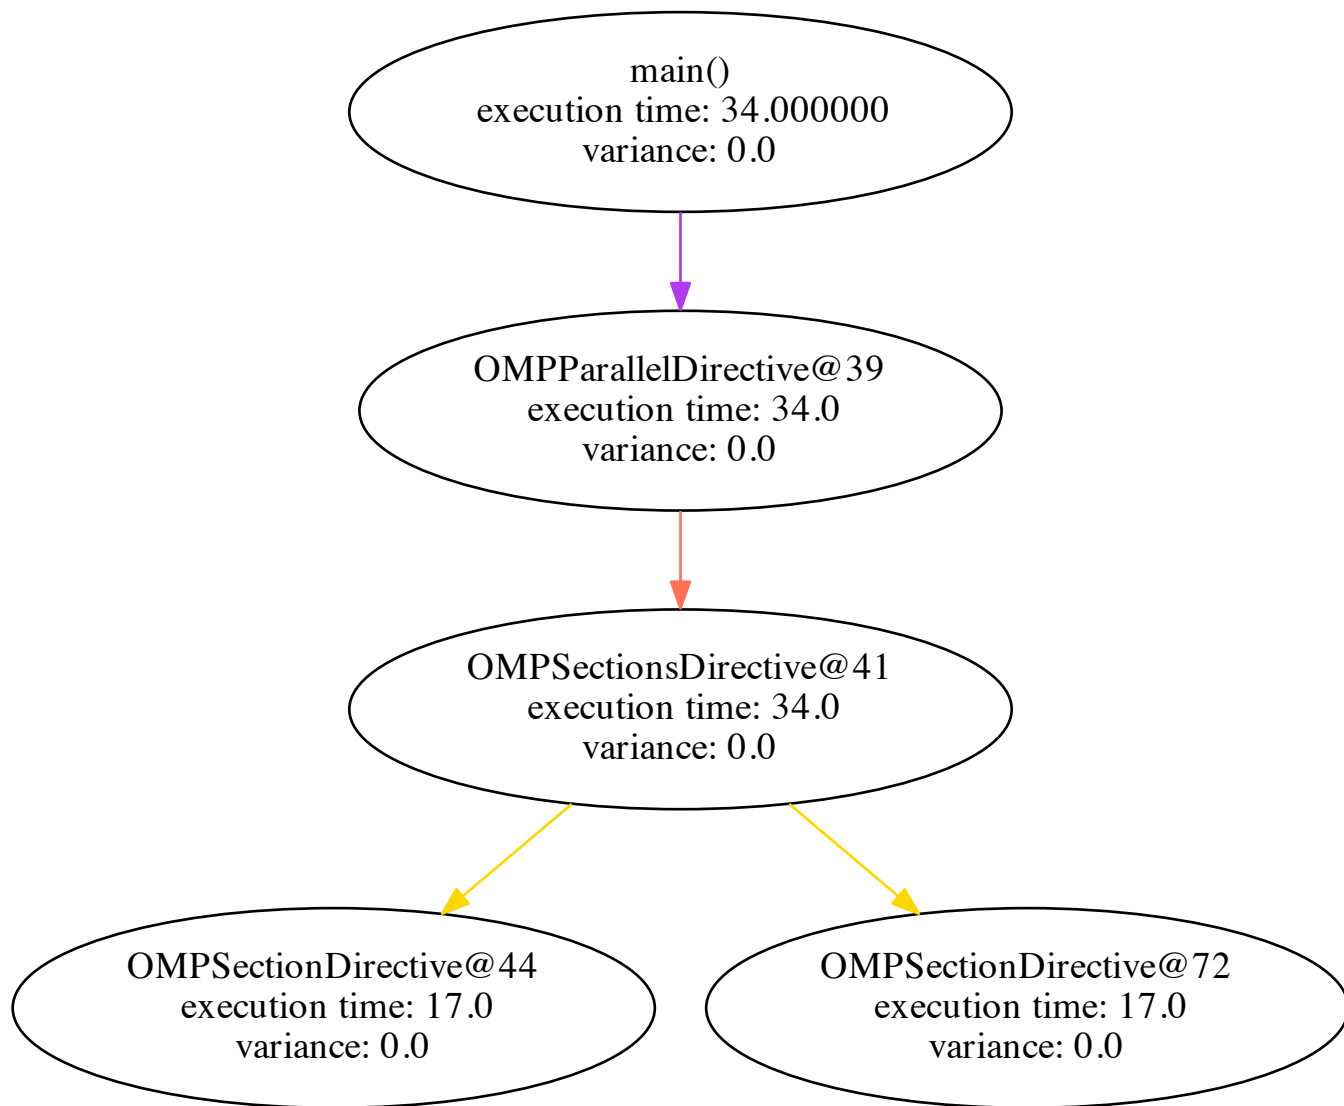 main()
execution time: 34.000000
variance: 0.0
OMPParallelDirective@39
execution time: 34.0
variance: 0.0
OMPSectionsDirective@41
execution time: 34.0
variance: 0.0
OMPSectionDirective@44
execution time: 17.0
variance: 0.0
OMPSectionDirective@72
execution time: 17.0
variance: 0.0